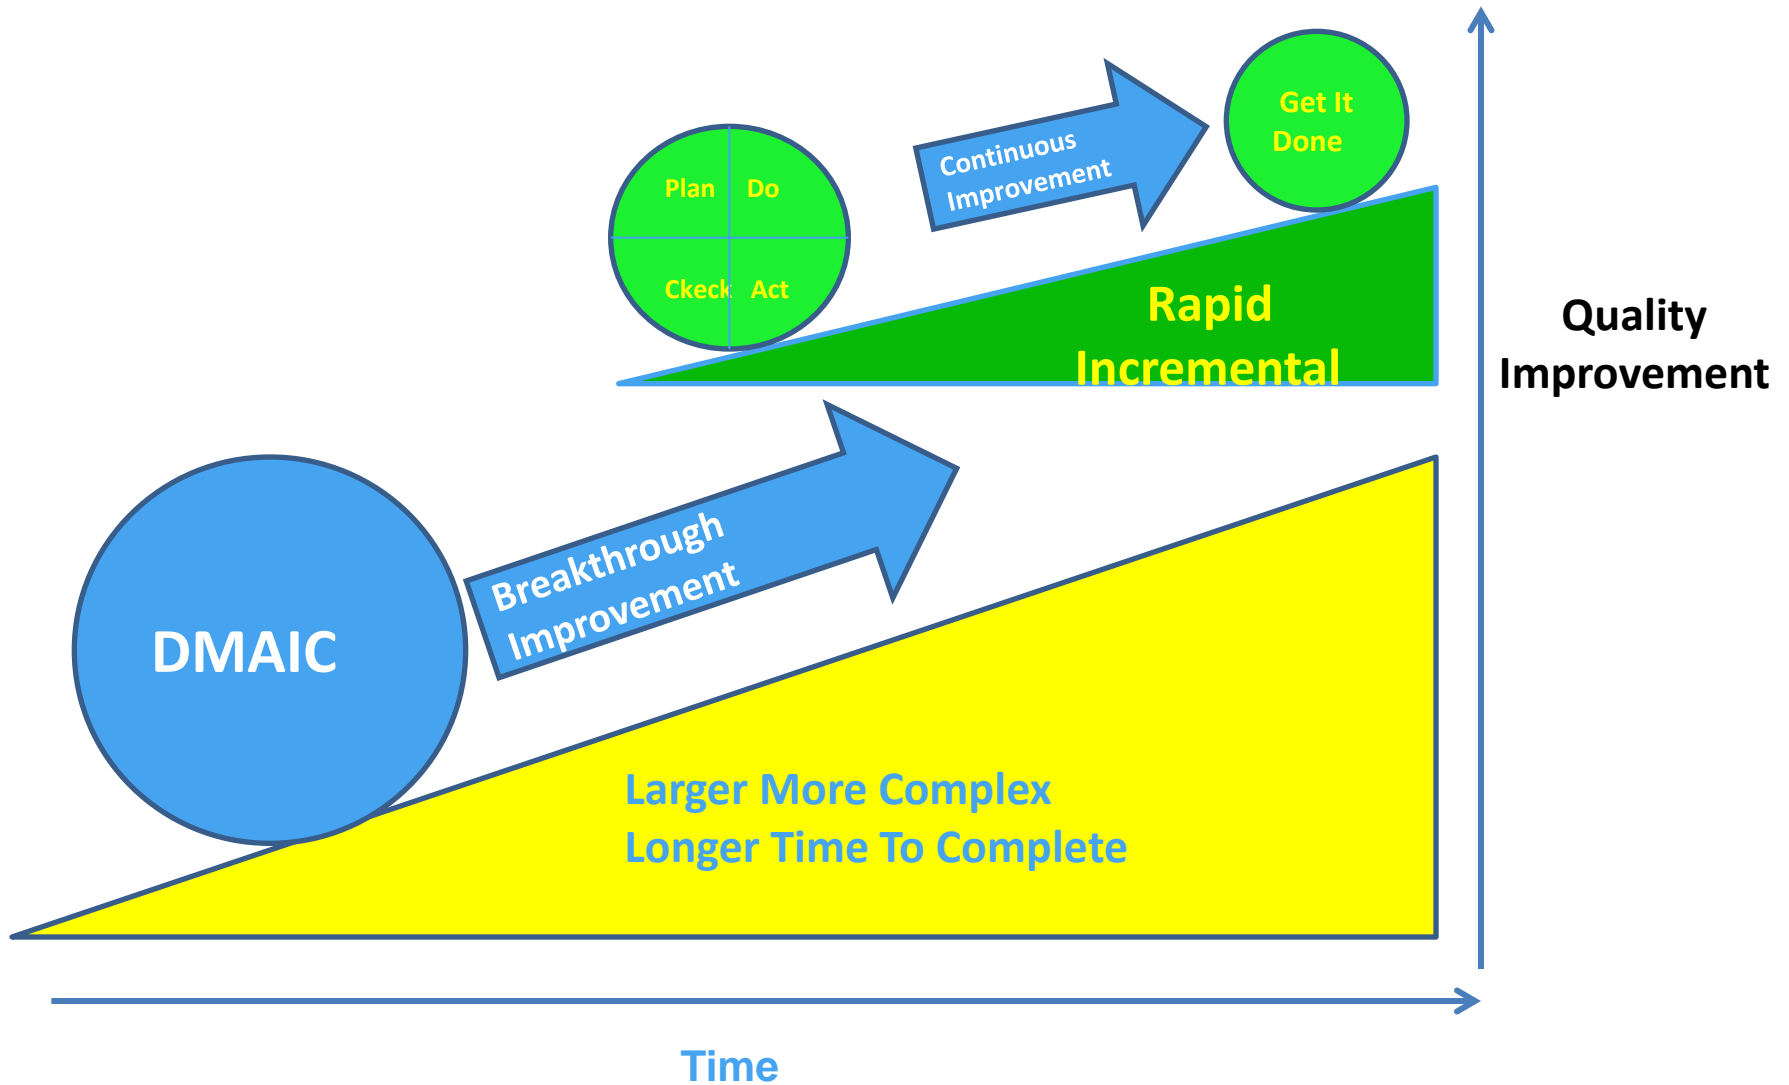 Get It
Done
Continuous
Improvement
Plan Do
Ckeck Act
Rapid
Incremental
Quality
Improvement
Breakthrough
Improvement
DMAIC
Larger More Complex
Longer Time To Complete
Time